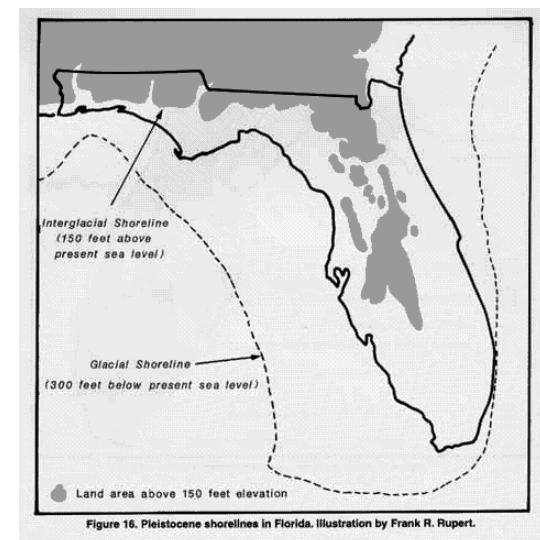 Interglacial Shoreline
(150 feet above
present sea level)
Glacial Shoreline
(300 feet below present sea level)
Land area above 150 feet elevation
Figure 16. Pleistocene shorelines in Florida. Illustration by Frank R. Rupert.